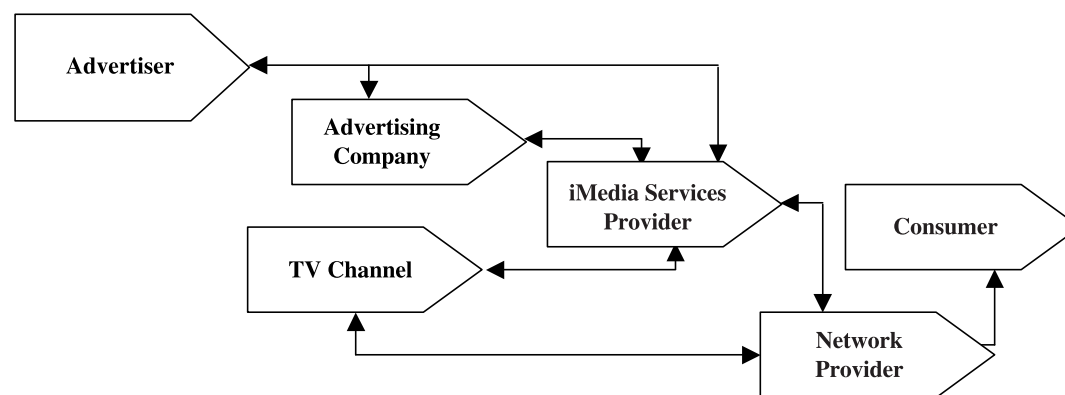 Advertiser
Advertising
Company
iMedia Services
Provider
Consumer
TV Channel
Network
Provider